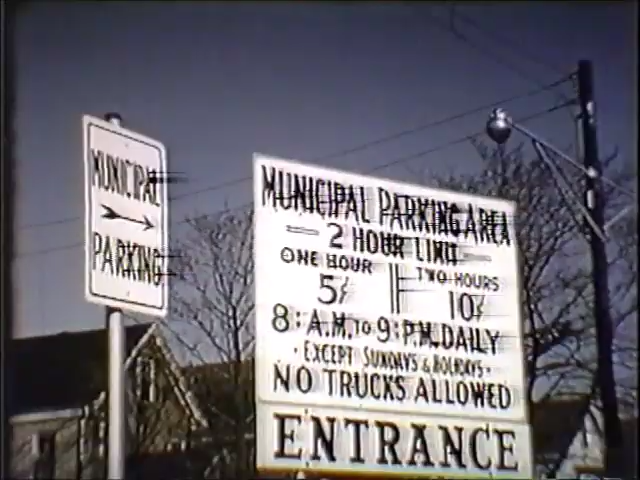 MUNICIPAL
PARKING
MUNICIPAL PARKING AREA
2 HOUR LIMIT
ONE HOUR TWO HOURS
5¢ 10¢
8: A.M. TO 9: P.M. DAILY
· EXCEPT SUNDAYS & HOLIDAYS ·
NO TRUCKS ALLOWED
ENTRANCE